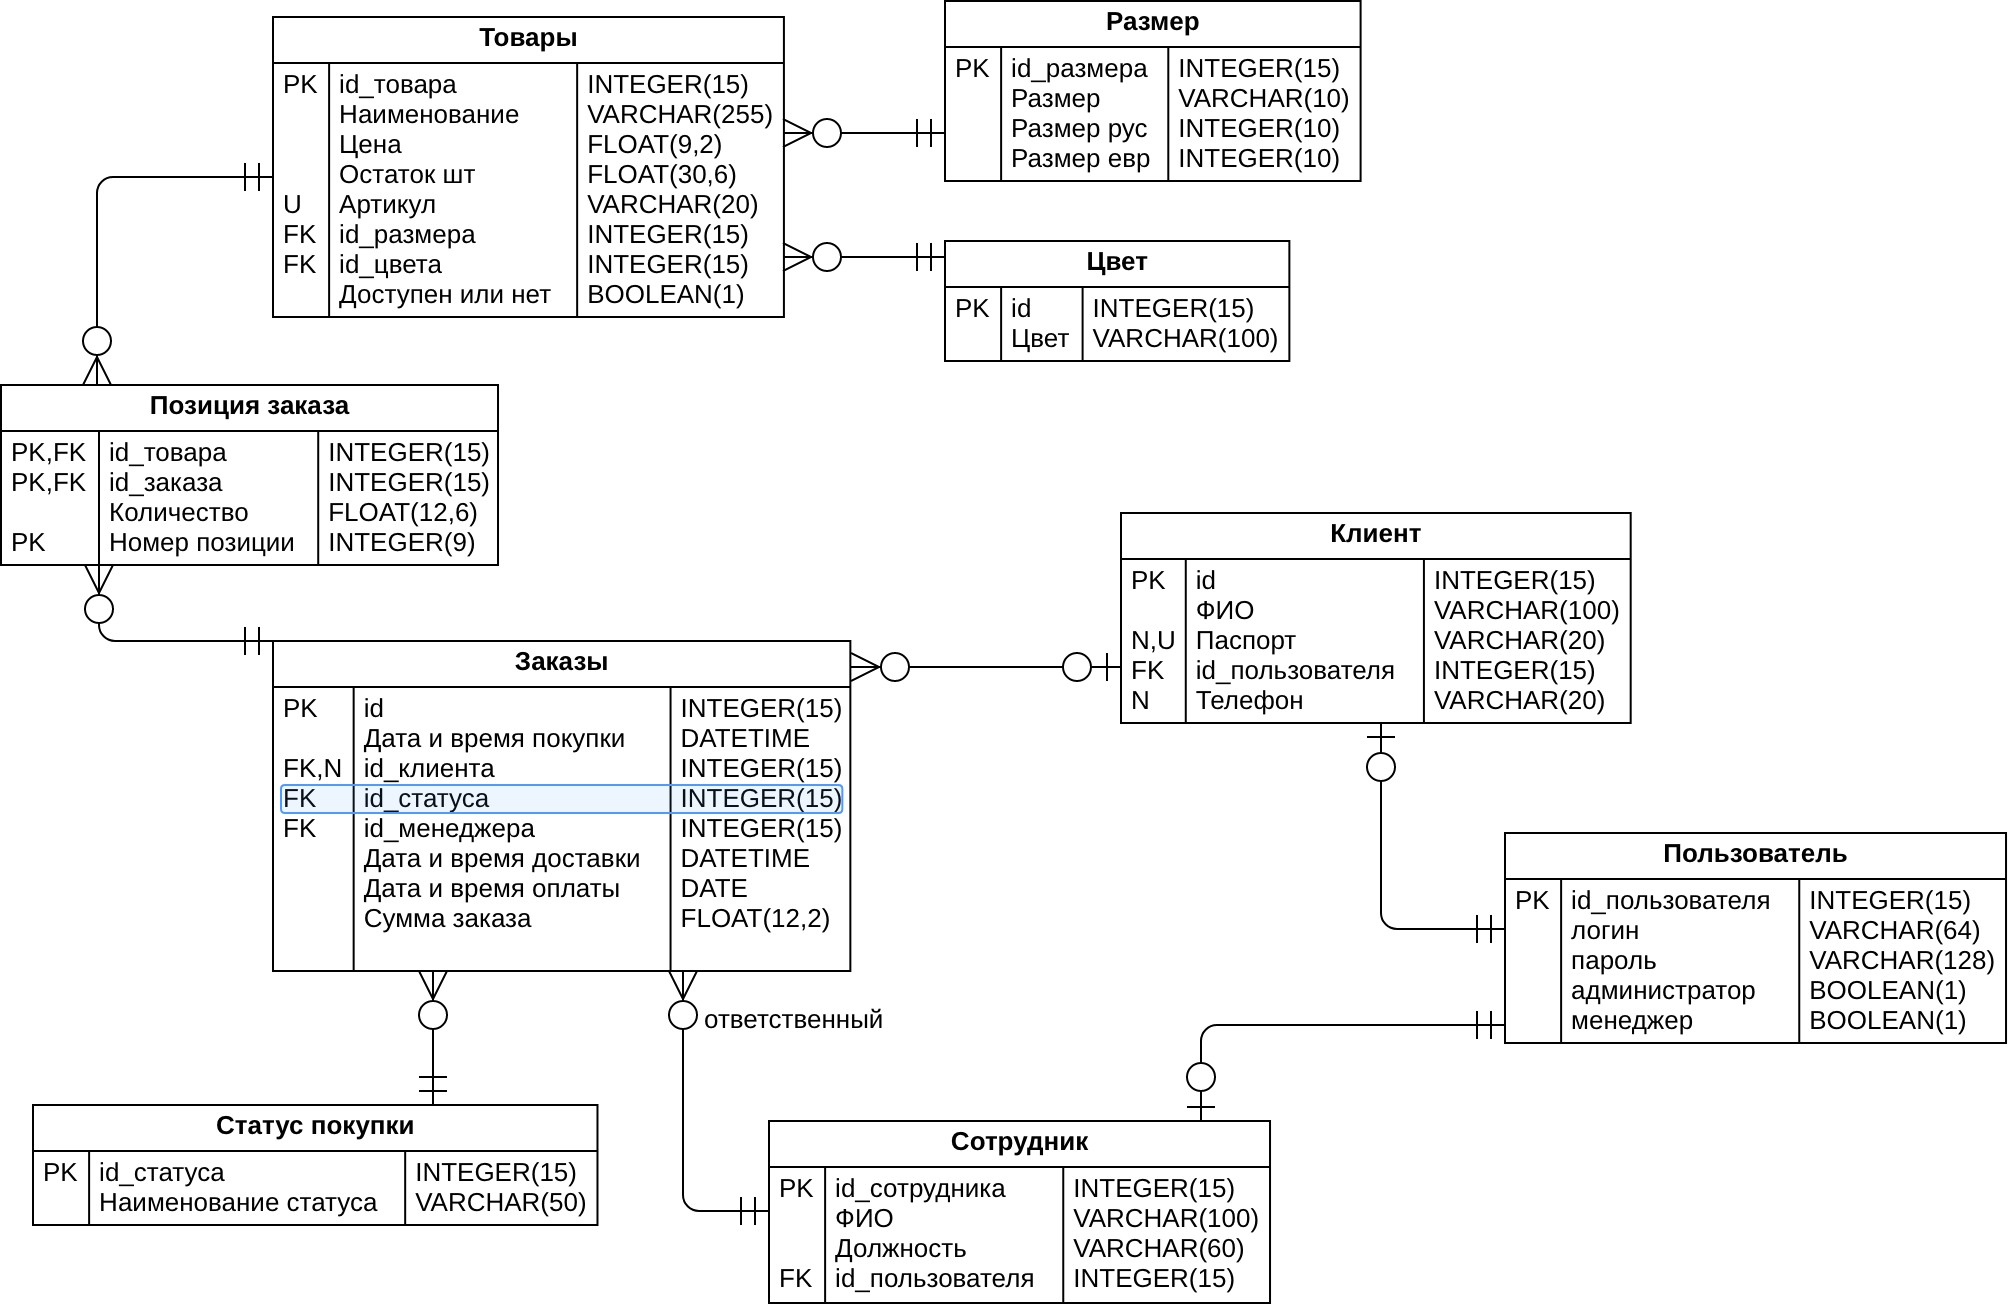 Товары
PK id_товара INTEGER(15)
Наименование VARCHAR(255)
Цена FLOAT(9,2)
Остаток шт FLOAT(30,6)
U Артикул VARCHAR(20)
FK id_размера INTEGER(15)
FK id_цвета INTEGER(15)
Доступен или нет BOOLEAN(1)
Размер
PK id_размера INTEGER(15)
Размер VARCHAR(10)
Размер рус INTEGER(10)
Размер евр INTEGER(10)
Цвет
PK id INTEGER(15)
Цвет VARCHAR(100)
Позиция заказа
PK,FK id_товара INTEGER(15)
PK,FK id_заказа INTEGER(15)
Количество FLOAT(12,6)
PK Номер позиции INTEGER(9)
Клиент
PK id INTEGER(15)
ФИО VARCHAR(100)
N,U Паспорт VARCHAR(20)
FK id_пользователя INTEGER(15)
N Телефон VARCHAR(20)
Заказы
PK id INTEGER(15)
Дата и время покупки DATETIME
FK,N id_клиента INTEGER(15)
FK id_статуса INTEGER(15)
FK id_менеджера INTEGER(15)
Дата и время доставки DATETIME
Дата и время оплаты DATE
Сумма заказа FLOAT(12,2)
Пользователь
PK id_пользователя INTEGER(15)
логин VARCHAR(64)
пароль VARCHAR(128)
администратор BOOLEAN(1)
менеджер BOOLEAN(1)
ответственный
Статус покупки
PK id_статуса INTEGER(15)
Наименование статуса VARCHAR(50)
Сотрудник
PK id_сотрудника INTEGER(15)
ФИО VARCHAR(100)
Должность VARCHAR(60)
FK id_пользователя INTEGER(15)